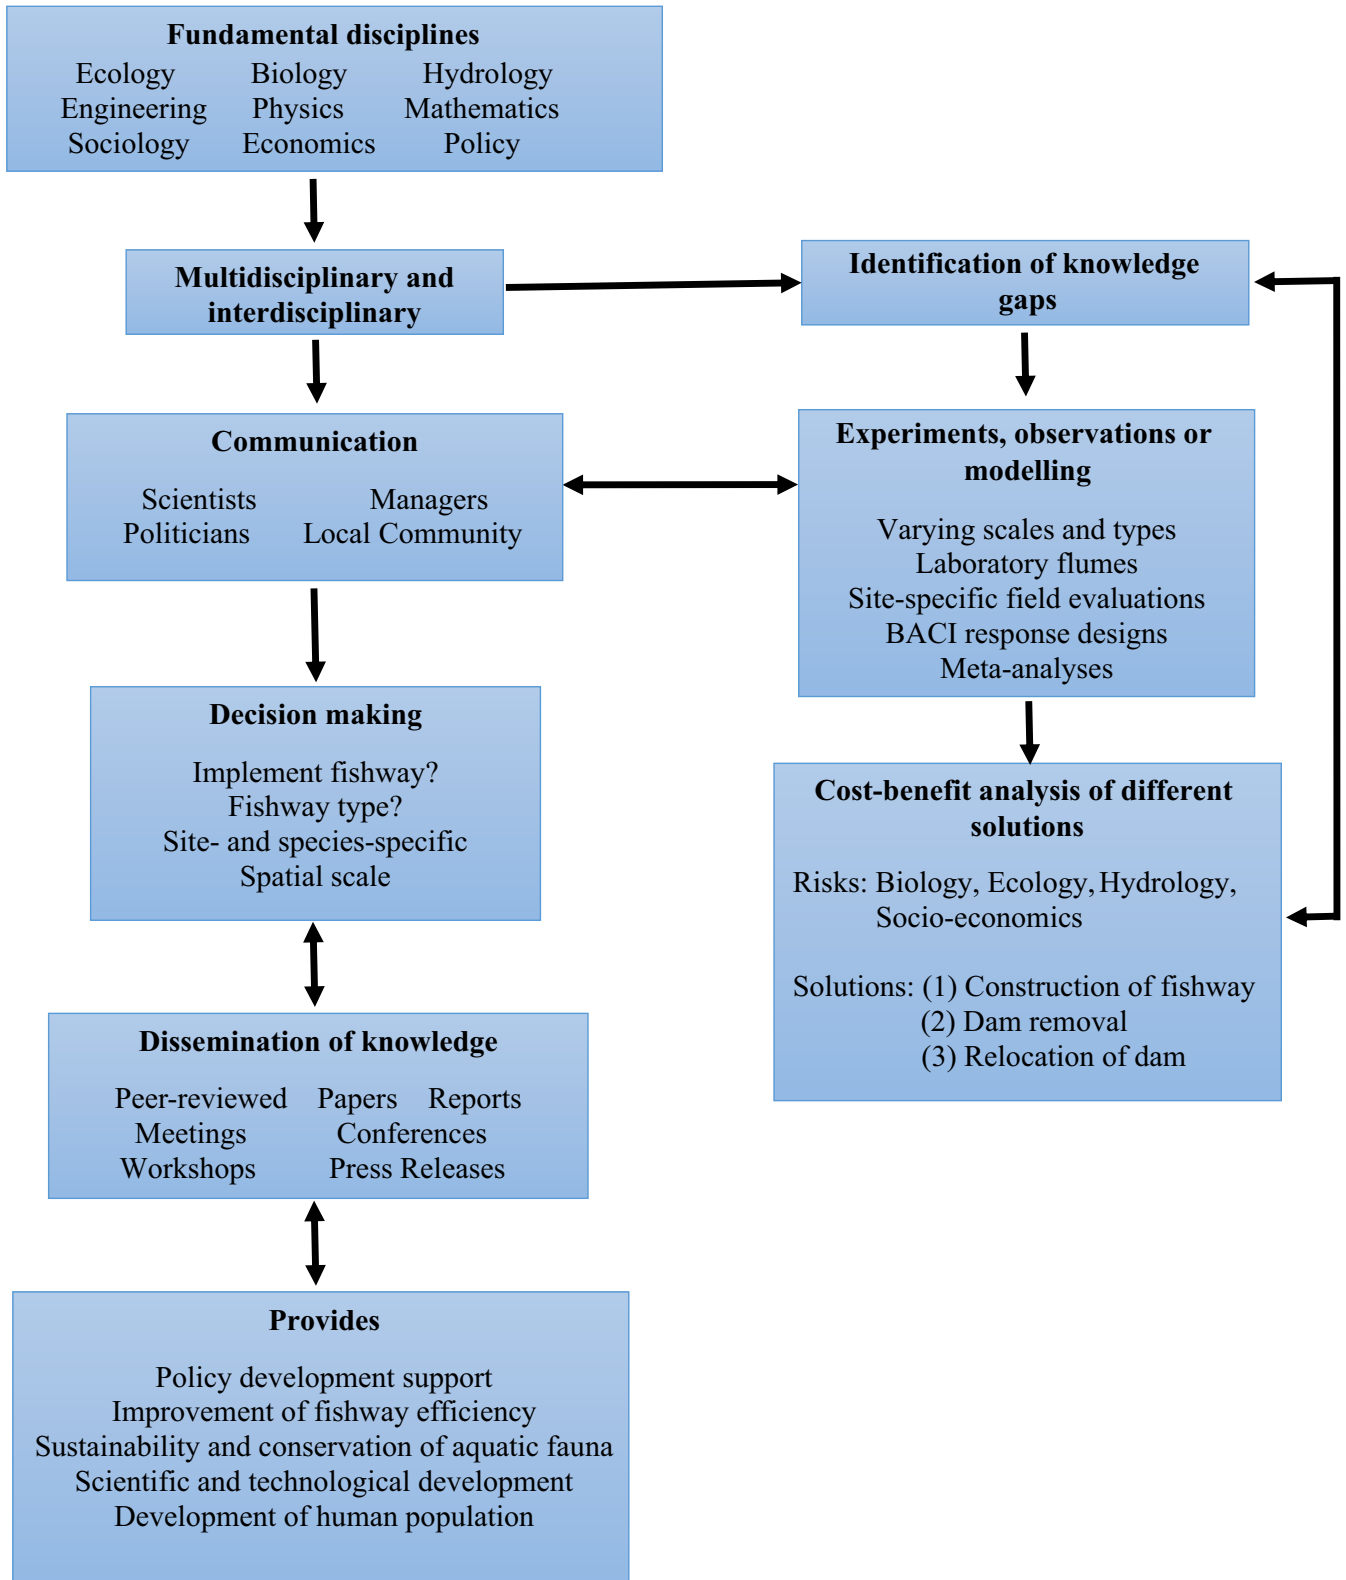 Fundamental disciplines
Ecology Biology Hydrology
Engineering Physics Mathematics
Sociology Economics Policy
Multidisciplinary and
interdisciplinary
Identification of knowledge
gaps
Communication
Scientists Managers
Politicians Local Community
Experiments, observations or
modelling
Varying scales and types
Laboratory flumes
Site-specific field evaluations
BACI response designs
Meta-analyses
Decision making
Implement fishway?
Fishway type?
Site- and species-specific
Spatial scale
Cost-benefit analysis of different
solutions
Risks: Biology, Ecology, Hydrology,
Socio-economics
Solutions: (1) Construction of fishway
(2) Dam removal
(3) Relocation of dam
Dissemination of knowledge
Peer-reviewed Papers Reports
Meetings Conferences
Workshops Press Releases
Provides
Policy development support
Improvement of fishway efficiency
Sustainability and conservation of aquatic fauna
Scientific and technological development
Development of human population